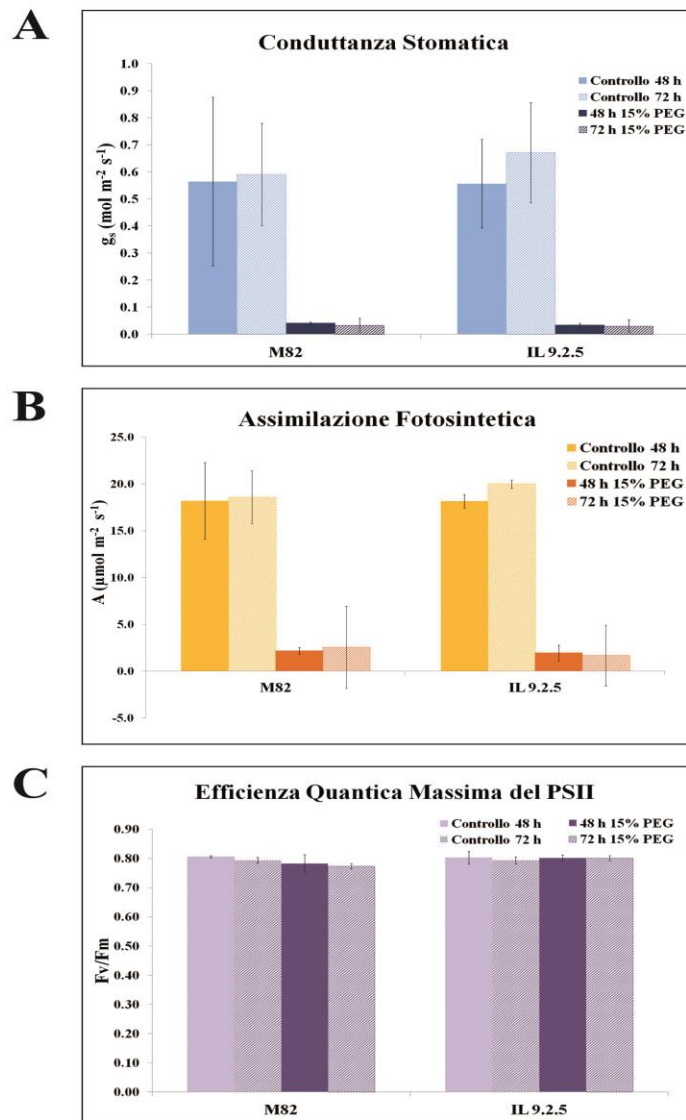 A
Conduttanza Stomatica
Controllo 48 h
Controllo 72 h
48 h 15% PEG
72 h 15% PEG
gs (mol m-2 s-1)
1.0
0.9
0.8
0.7
0.6
0.5
0.4
0.3
0.2
0.1
0.0
M82
IL 9.2.5
B
Assimilazione Fotosintetica
Controllo 48 h
Controllo 72 h
48 h 15% PEG
72 h 15% PEG
A (µmol m-2 s-1)
25.0
20.0
15.0
10.0
5.0
0.0
-5.0
M82
IL 9.2.5
C
Efficienza Quantica Massima del PSII
Controllo 48 h
48 h 15% PEG
Controllo 72 h
72 h 15% PEG
Fv/Fm
0.90
0.80
0.70
0.60
0.50
0.40
0.30
0.20
0.10
0.00
M82
IL 9.2.5